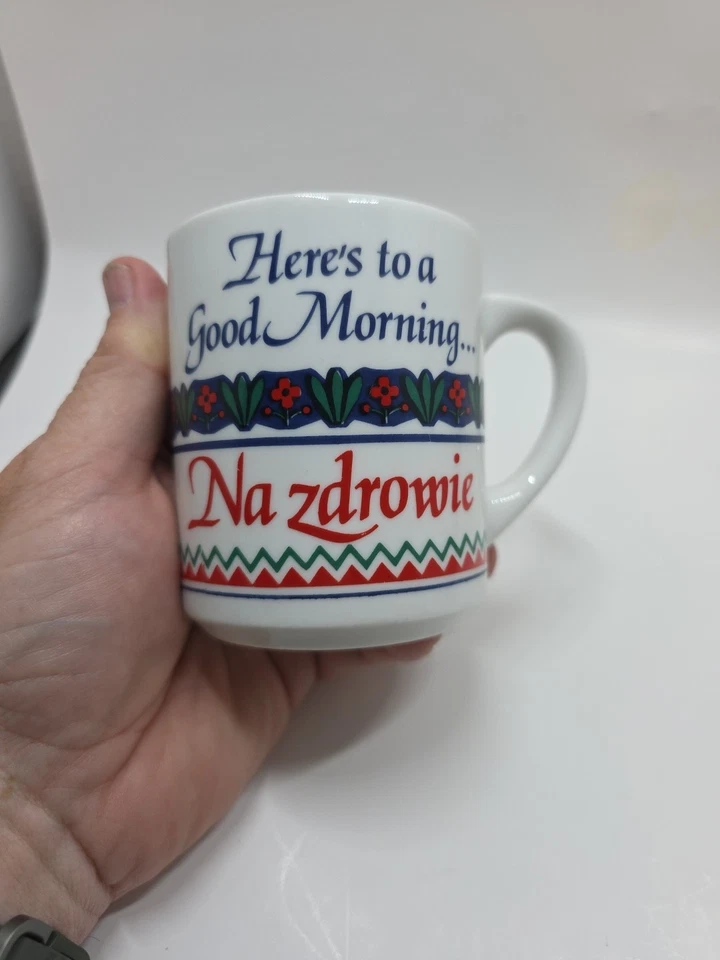 Here's to a
Good Morning...
Na zdrowie